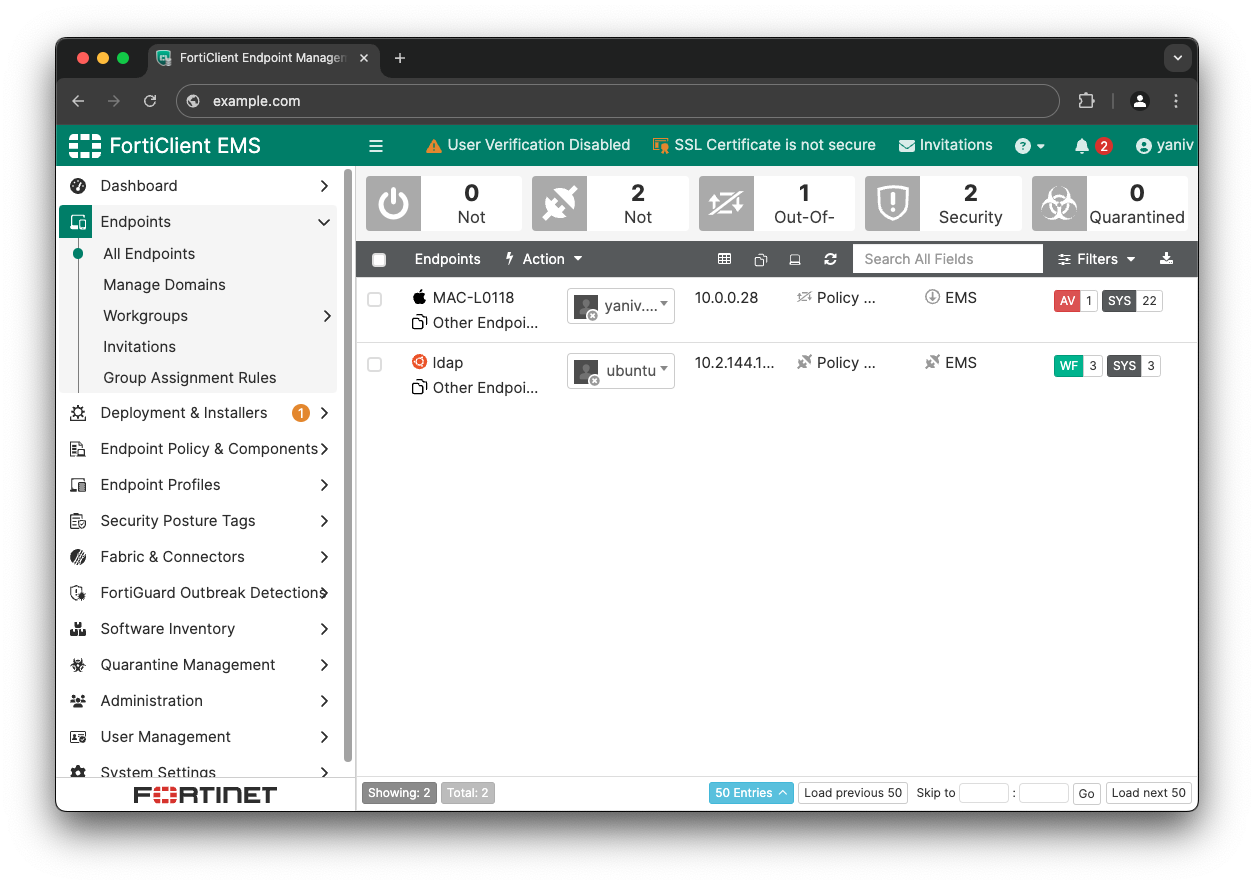 FortiClient Endpoint Managen
example.com
FortiClient EMS
User Verification Disabled
SSL Certificate is not secure
Invitations
2
yaniv
Dashboard
Endpoints
All Endpoints
Manage Domains
Workgroups
Invitations
Group Assignment Rules
Deployment & Installers 1
Endpoint Policy & Components
Endpoint Profiles
Security Posture Tags
Fabric & Connectors
FortiGuard Outbreak Detections
Software Inventory
Quarantine Management
Administration
User Management
System Settings
FORTINET
0
Not
2
Not
1
Out-Of-
2
Security
0
Quarantined
Endpoints Action Search All Fields Filters
MAC-L0118 yaniv.... 10.0.0.28 Policy ... EMS AV 1 SYS 22
Other Endpoi...
ldap ubuntu 10.2.144.1... Policy ... EMS WF 3 SYS 3
Other Endpoi...
Showing: 2 Total: 2 50 Entries Load previous 50 Skip to : Go Load next 50